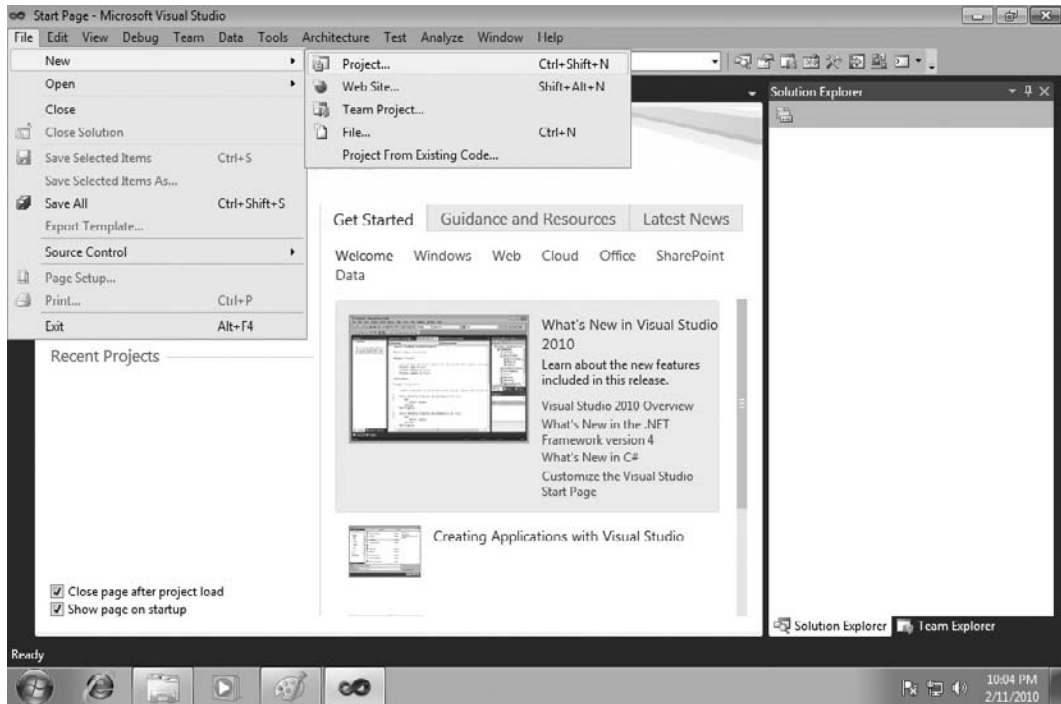 Start Page - Microsoft Visual Studio
File Edit View Debug Team Data Tools Architecture Test Analyze Window Help
New
Open
Close
Close Solution
Save Selected Items Ctrl+S
Save Selected Items As...
Save All Ctrl+Shift+S
Export Template...
Source Control
Page Setup...
Print... Ctrl+P
Exit Alt+F4
Project... Ctrl+Shift+N
Web Site... Shift+Alt+N
Team Project...
File... Ctrl+N
Project From Existing Code...
Recent Projects
Close page after project load
Show page on startup
Get Started Guidance and Resources Latest News
Welcome Windows Web Cloud Office SharePoint
Data
What's New in Visual Studio
2010
Learn about the new features
included in this release.
Visual Studio 2010 Overview
What's New in the .NET
Framework version 4
What's New in C#
Customize the Visual Studio
Start Page
Creating Applications with Visual Studio
Solution Explorer
Solution Explorer Team Explorer
Ready
10:04 PM
2/11/2010